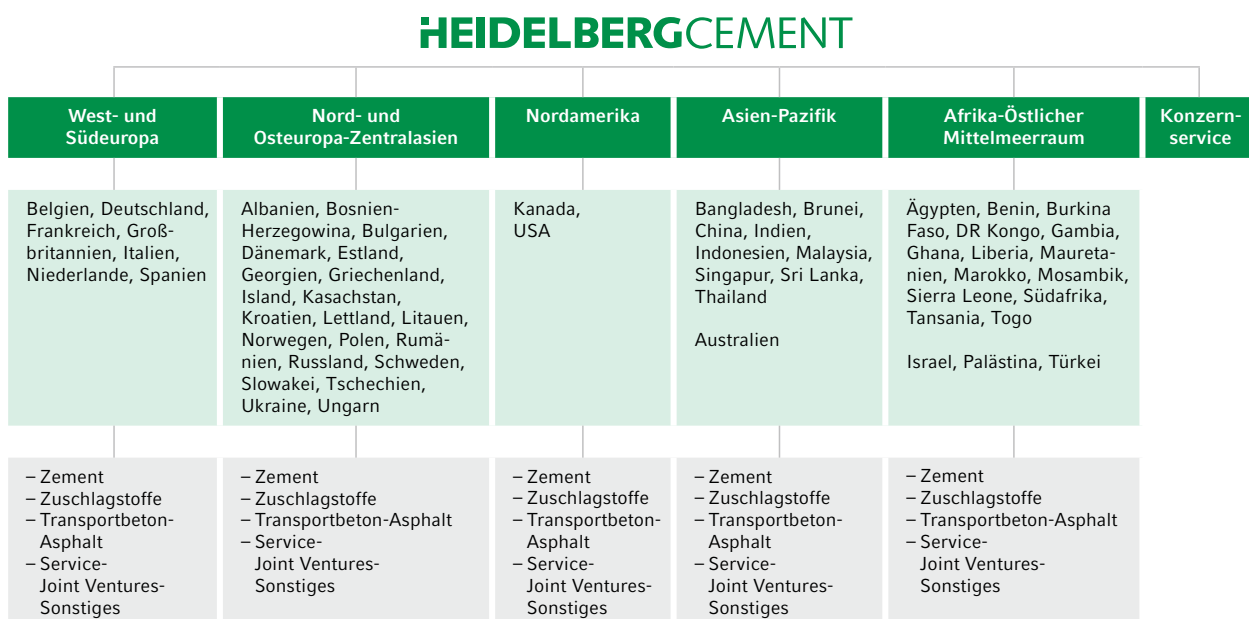 HEIDELBERGCEMENT
West- und
Südeuropa
Nord- und
Osteuropa-Zentralasien
Nordamerika
Asien-Pazifik
Afrika-Östlicher
Mittelmeerraum
Konzern-
service
Belgien, Deutschland,
Frankreich, Groß-
britannien, Italien,
Niederlande, Spanien
Albanien, Bosnien-
Herzegowina, Bulgarien,
Dänemark, Estland,
Georgien, Griechenland,
Island, Kasachstan,
Kroatien, Lettland, Litauen,
Norwegen, Polen, Rumä-
nien, Russland, Schweden,
Slowakei, Tschechien,
Ukraine, Ungarn
Kanada,
USA
Bangladesh, Brunei,
China, Indien,
Indonesien, Malaysia,
Singapur, Sri Lanka,
Thailand
Australien
Ägypten, Benin, Burkina
Faso, DR Kongo, Gambia,
Ghana, Liberia, Maureta-
nien, Marokko, Mosambik,
Sierra Leone, Südafrika,
Tansania, Togo
Israel, Palästina, Türkei
– Zement
– Zuschlagstoffe
– Transportbeton-
Asphalt
– Service-
Joint Ventures-
Sonstiges
– Zement
– Zuschlagstoffe
– Transportbeton-Asphalt
– Service-
Joint Ventures-
Sonstiges
– Zement
– Zuschlagstoffe
– Transportbeton-
Asphalt
– Service-
Joint Ventures-
Sonstiges
– Zement
– Zuschlagstoffe
– Transportbeton-
Asphalt
– Service-
Joint Ventures-
Sonstiges
– Zement
– Zuschlagstoffe
– Transportbeton-Asphalt
– Service-
Joint Ventures-
Sonstiges